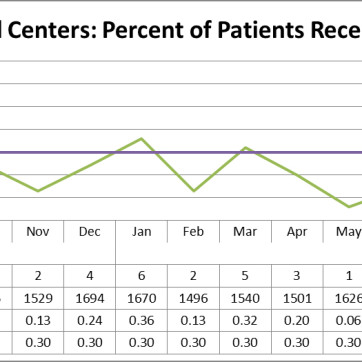 Centers: Percent of Patients Rece
Nov Dec Jan Feb Mar Apr May
2 4 6 2 5 3 1
1529 1694 1670 1496 1540 1501 1626
0.13 0.24 0.36 0.13 0.32 0.20 0.06
0.30 0.30 0.30 0.30 0.30 0.30 0.30